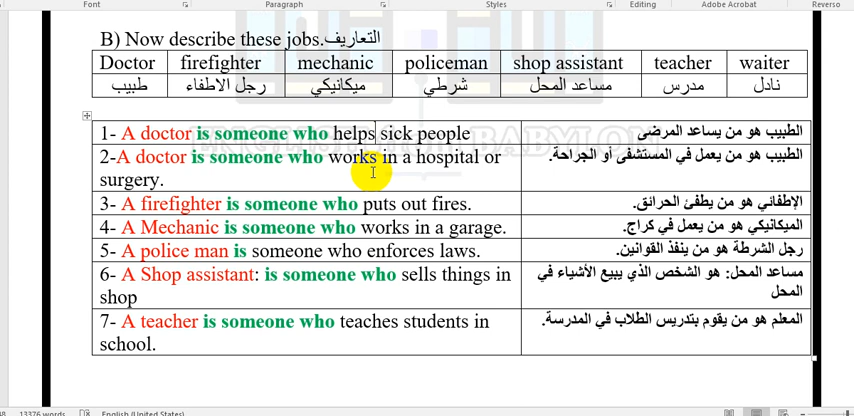 Font Paragraph Styles Editing Adobe Acrobat Reverso
B) Now describe these jobs.التعاريف
Doctor firefighter mechanic policeman shop assistant teacher waiter
طبيب رجل الاطفاء ميكانيكي شرطي مساعد المحل مدرس نادل
1- A doctor is someone who helps sick people
الطبيب هو من يساعد المرضى
2-A doctor is someone who works in a hospital or
surgery.
الطبيب هو من يعمل في المستشفى أو الجراحة.
3- A firefighter is someone who puts out fires.
الإطفائي هو من يطفئ الحرائق.
4- A Mechanic is someone who works in a garage.
الميكانيكي هو من يعمل في كراج.
5- A police man is someone who enforces laws.
رجل الشرطة هو من ينفذ القوانين.
6- A Shop assistant: is someone who sells things in
shop
مساعد المحل: هو الشخص الذي يبيع الأشياء في
المحل
7- A teacher is someone who teaches students in
school.
المعلم هو من يقوم بتدريس الطلاب في المدرسة.
13376 words English (United States)